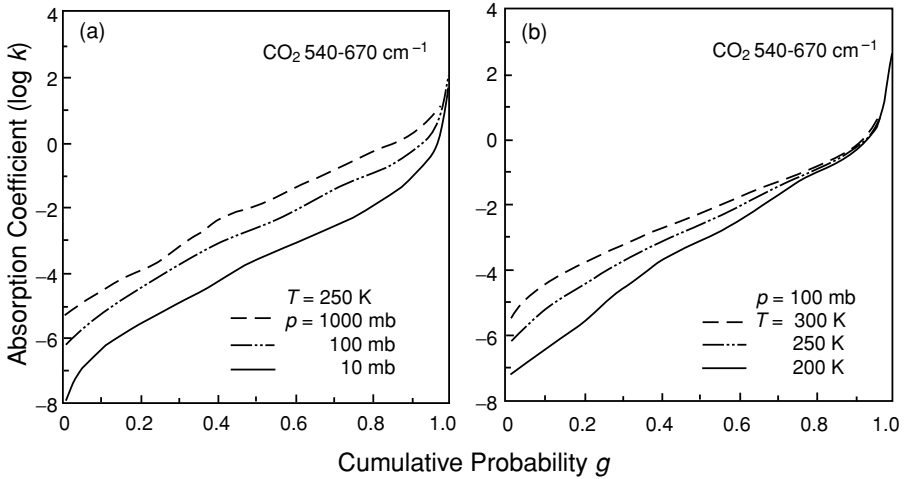 Absorption Coefficient (log k)
4
2
0
−2
−4
−6
−8
(a)
CO₂ 540-670 cm⁻¹
T = 250 K
p = 1000 mb
100 mb
10 mb
0 0.2 0.4 0.6 0.8 1.0
4
2
0
−2
−4
−6
−8
(b)
CO₂ 540-670 cm⁻¹
p = 100 mb
T = 300 K
250 K
200 K
0 0.2 0.4 0.6 0.8 1.0
Cumulative Probability g